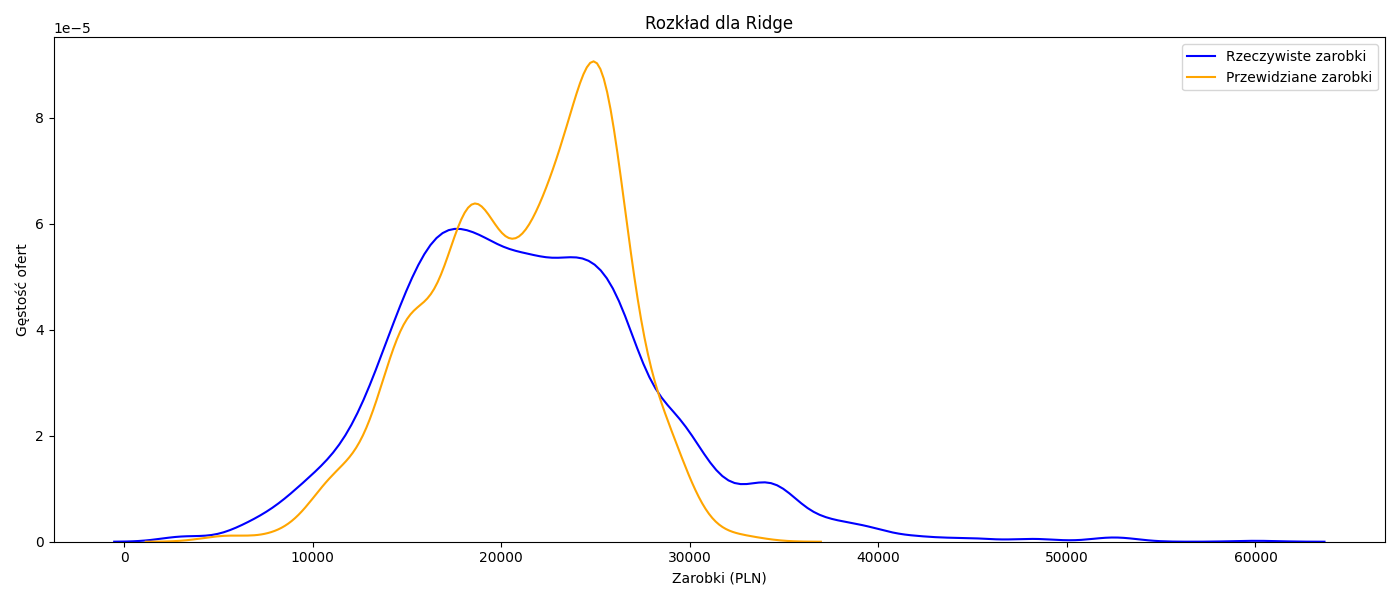 Rozkład dla Ridge
1e−5
Rzeczywiste zarobki
Przewidziane zarobki
Gęstość ofert
8
6
4
2
0
0 10000 20000 30000 40000 50000 60000
Zarobki (PLN)